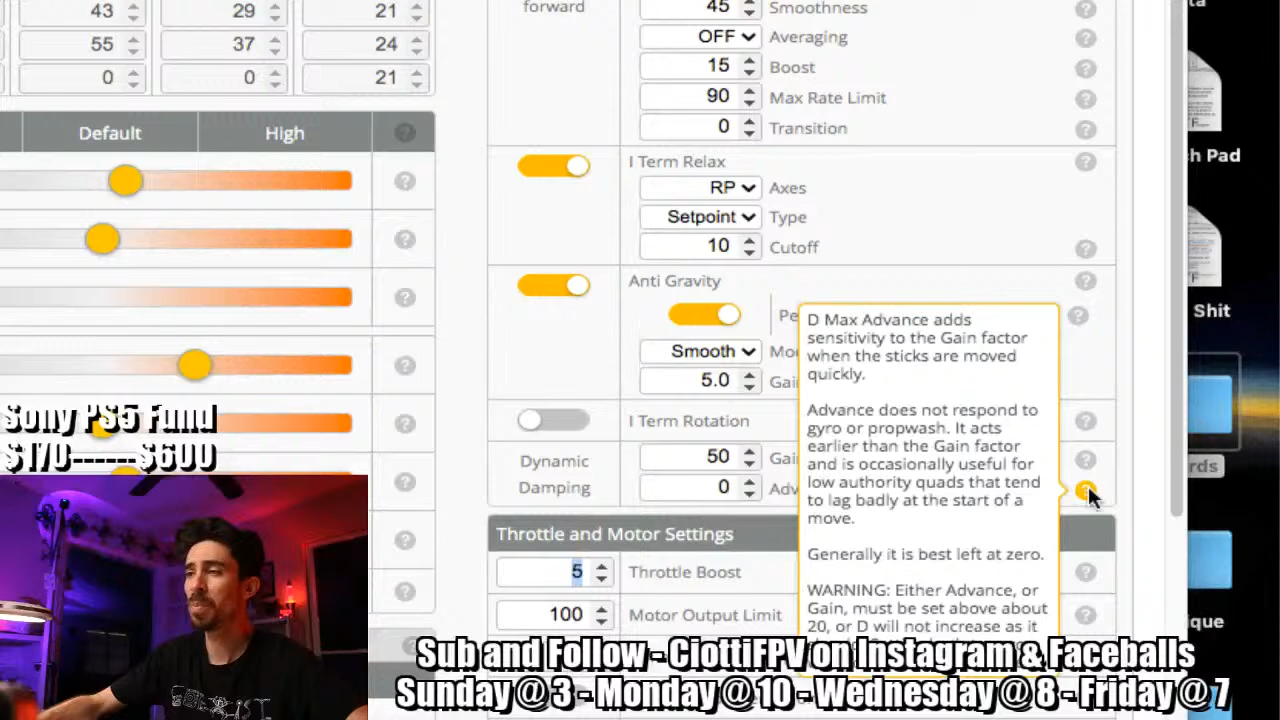 43 29 21
55 37 24
0 0 21
Default High ?
forward
45 Smoothness ?
OFF Averaging ?
15 Boost ?
90 Max Rate Limit ?
0 Transition ?
I Term Relax ?
RP Axes
Setpoint Type
10 Cutoff ?
Anti Gravity ?
Smooth
5.0
I Term Rotation ?
Dynamic
Damping
50
0
D Max Advance adds
sensitivity to the Gain factor
when the sticks are moved
quickly.
Advance does not respond to
gyro or propwash. It acts
earlier than the Gain factor
and is occasionally useful for
low authority quads that tend
to lag badly at the start of a
move.
Generally it is best left at zero.
WARNING: Either Advance, or
Gain, must be set above about
20, or D will not increase as it
Throttle and Motor Settings
5 Throttle Boost ?
100 Motor Output Limit ?
Pad
Shit
Sony PS5 Fund
$170------$600
Sub and Follow - CiottiFPV on Instagram & Faceballs
Sunday @ 3 - Monday @ 10 - Wednesday @ 8 - Friday @ 7